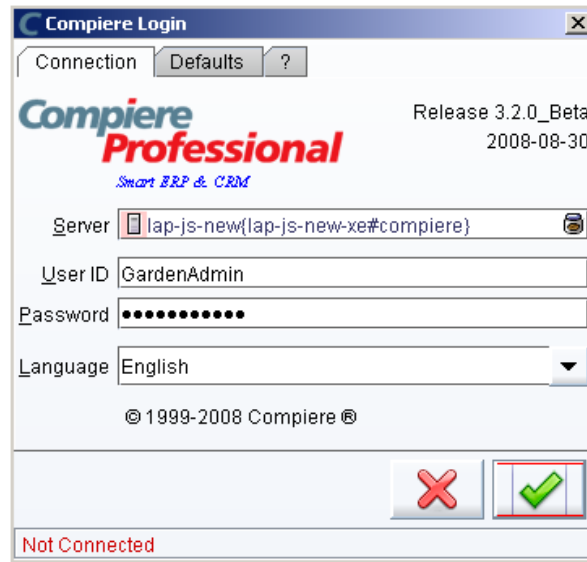 Compiere Login
Connection Defaults ?
Compiere Professional
Release 3.2.0_Beta
2008-08-30
Smart ERP & CRM
Server lap-js-new{lap-js-new-xe#compiere}
User ID GardenAdmin
Password •••••••••••
Language English
© 1999-2008 Compiere ®
Not Connected